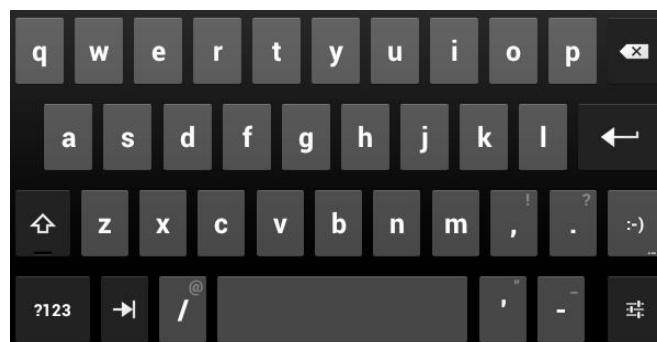 q w e r t y u i o p
a s d f g h j k l
! ?
z x c v b n m , . :-) ...
@ " _
?123 / ' -